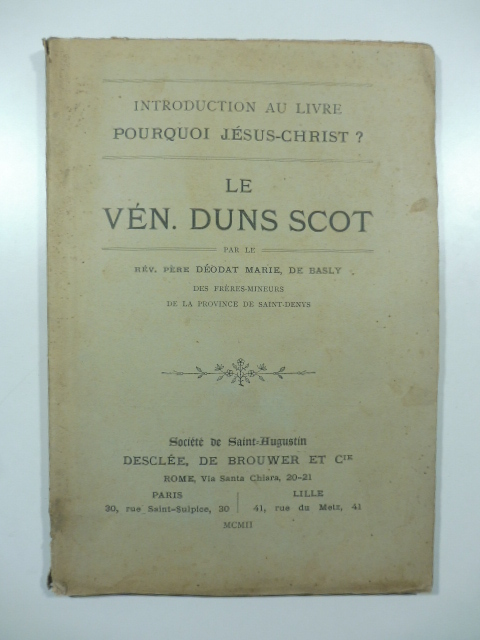 INTRODUCTION AU LIVRE
POURQUOI JÉSUS-CHRIST ?
LE
VÉN. DUNS SCOT
PAR LE
RÉV. PÈRE DÉODAT MARIE, DE BASLY
DES FRÈRES-MINEURS
DE LA PROVINCE DE SAINT-DENYS
Société de Saint-Augustin
DESCLÉE, DE BROUWER ET CIE
ROME, Via Santa Chiara, 20-21
PARIS
30, rue Saint-Sulpice, 30
LILLE
41, rue du Metz, 41
MCMII